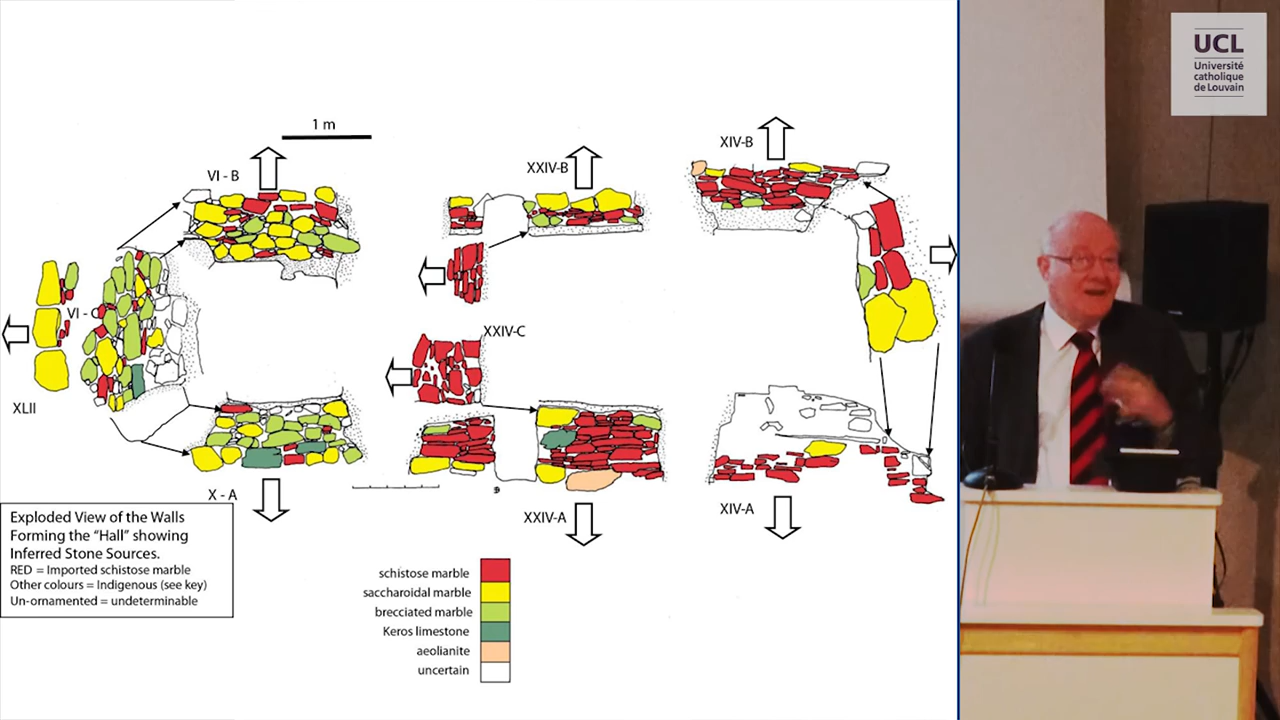 UCL
Université
catholique
de Louvain
1 m
VI - B
XXIV-B
XIV-B
VI - C
XXIV-C
XLII
X - A
XXIV-A
XIV-A
Exploded View of the Walls
Forming the “Hall” showing
Inferred Stone Sources.
RED = Imported schistose marble
Other colours = Indigenous (see key)
Un-ornamented = undeterminable
schistose marble
saccharoidal marble
brecciated marble
Keros limestone
aeolianite
uncertain